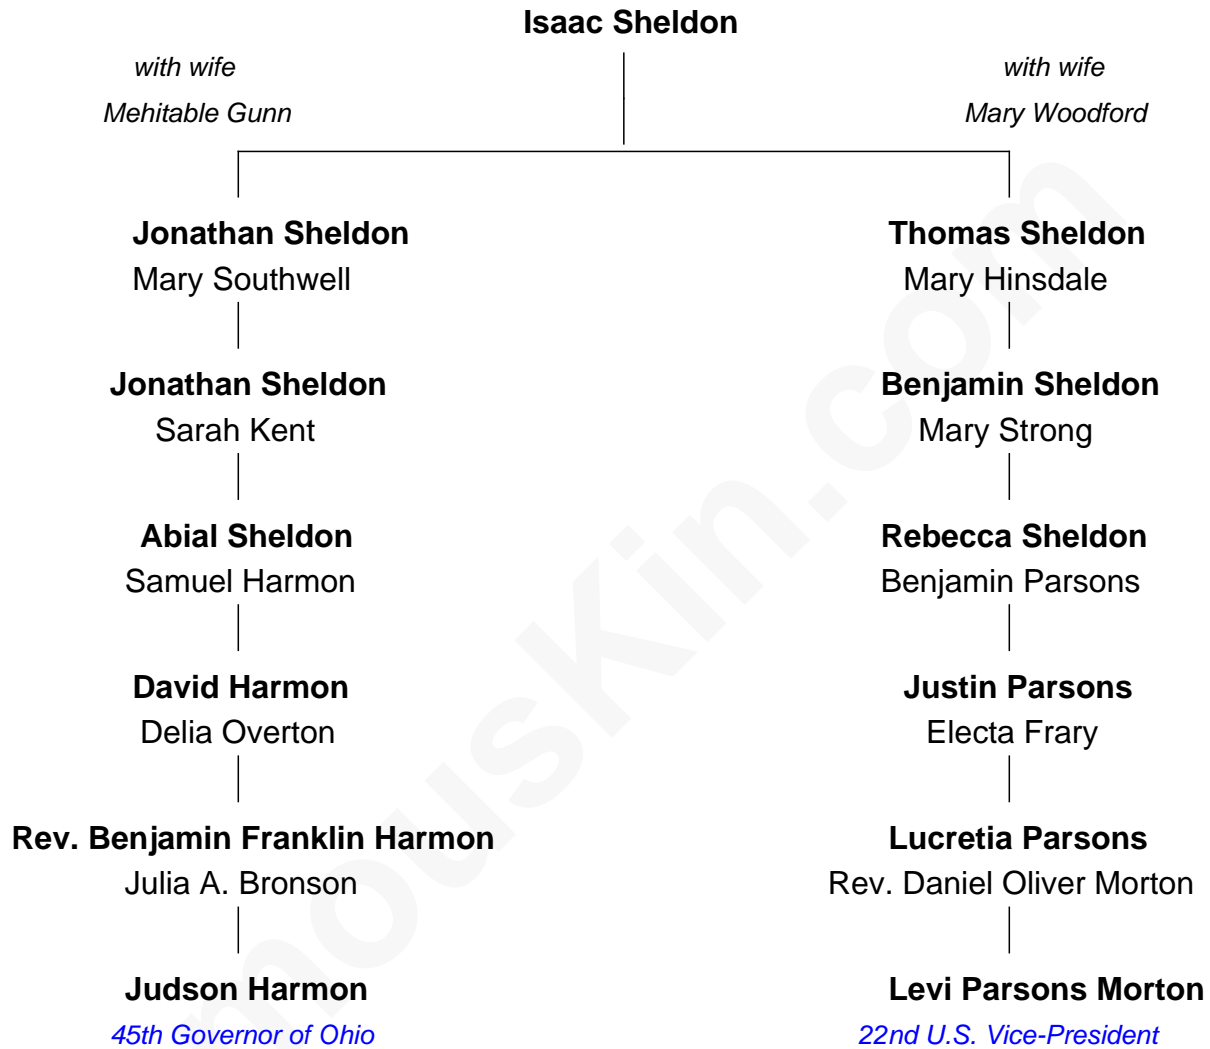 Isaac Sheldon
with wife
Mehitable Gunn
with wife
Mary Woodford
Jonathan Sheldon
Mary Southwell
Thomas Sheldon
Mary Hinsdale
Jonathan Sheldon
Sarah Kent
Benjamin Sheldon
Mary Strong
Abial Sheldon
Samuel Harmon
Rebecca Sheldon
Benjamin Parsons
David Harmon
Delia Overton
Justin Parsons
Electa Frary
Rev. Benjamin Franklin Harmon
Julia A. Bronson
Lucretia Parsons
Rev. Daniel Oliver Morton
Judson Harmon
45th Governor of Ohio
Levi Parsons Morton
22nd U.S. Vice-President
mousKin.com